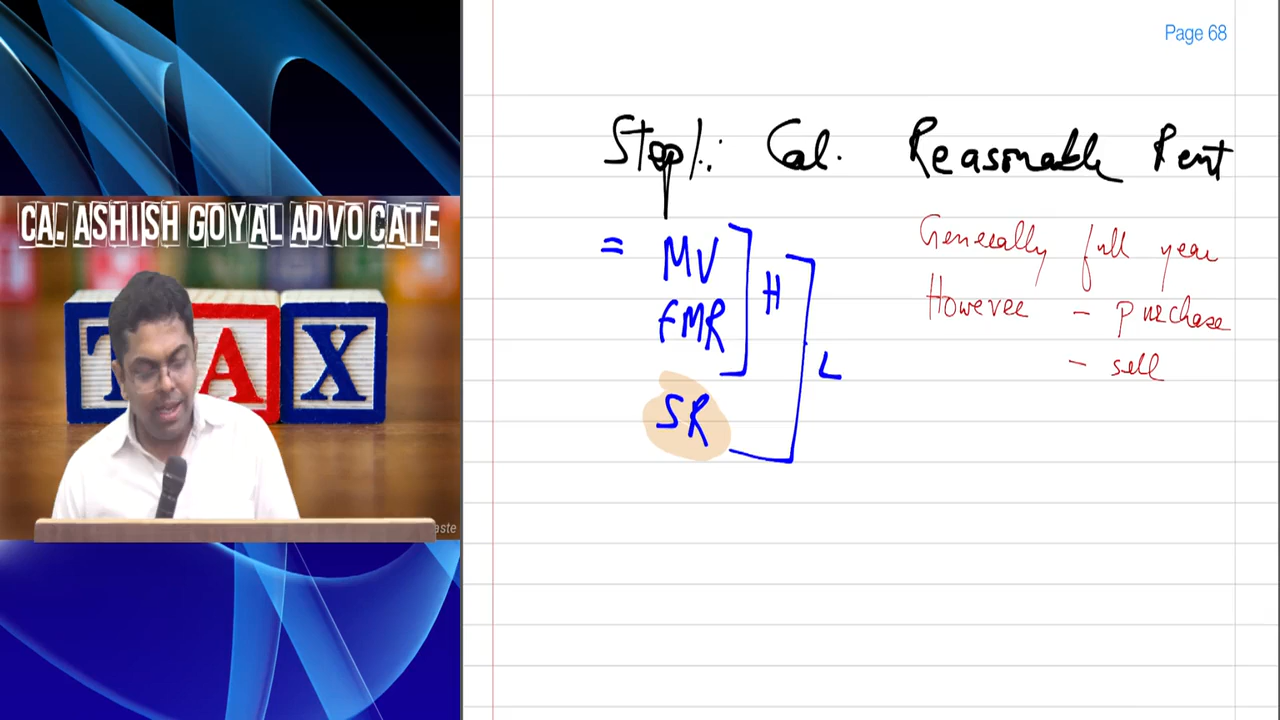 Page 68
Step 1: Cal. Reasonable Rent
= MV
FMR
H
SR
L
Generally full year
However - purchase
- sell
CA. ASHISH GOYAL ADVOCATE
TAX
aste